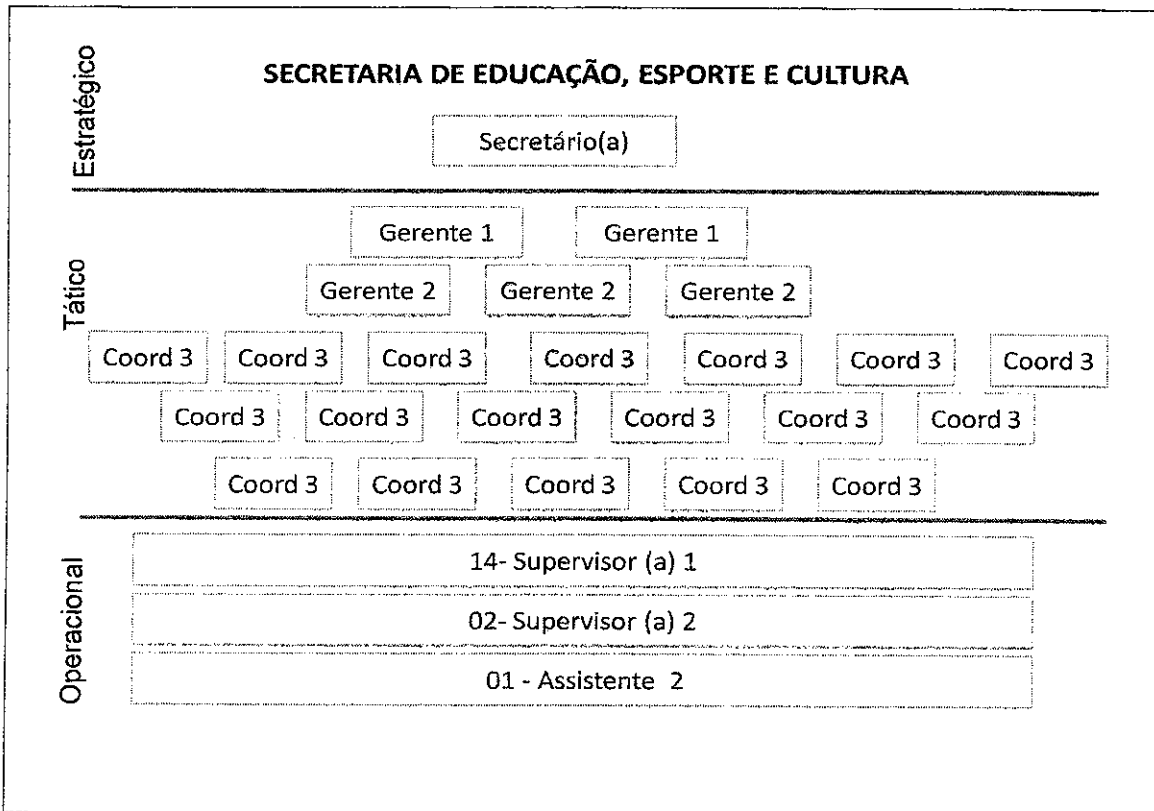 Estratégico
SECRETARIA DE EDUCAÇÃO, ESPORTE E CULTURA
Secretário(a)
Tático
Gerente 1 Gerente 1
Gerente 2 Gerente 2 Gerente 2
Coord 3 Coord 3 Coord 3 Coord 3 Coord 3 Coord 3 Coord 3
Coord 3 Coord 3 Coord 3 Coord 3 Coord 3 Coord 3
Coord 3 Coord 3 Coord 3 Coord 3 Coord 3
Operacional
14- Supervisor (a) 1
02- Supervisor (a) 2
01 - Assistente 2